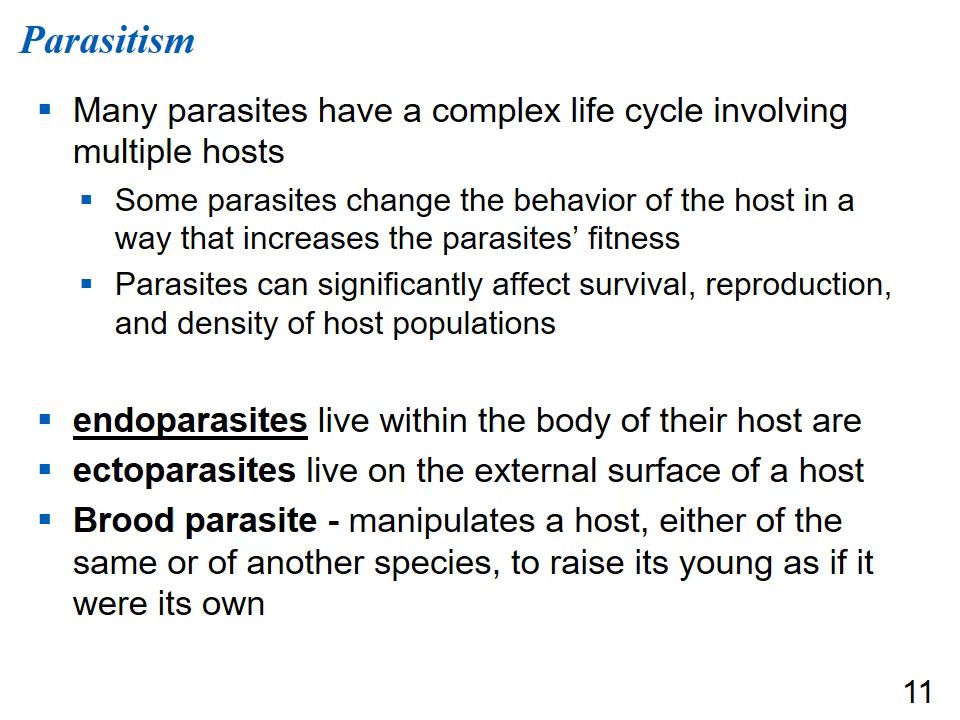 Parasitism
▪ Many parasites have a complex life cycle involving
multiple hosts
▪ Some parasites change the behavior of the host in a
way that increases the parasites’ fitness
▪ Parasites can significantly affect survival, reproduction,
and density of host populations
▪ endoparasites live within the body of their host are
▪ ectoparasites live on the external surface of a host
▪ Brood parasite - manipulates a host, either of the
same or of another species, to raise its young as if it
were its own
11